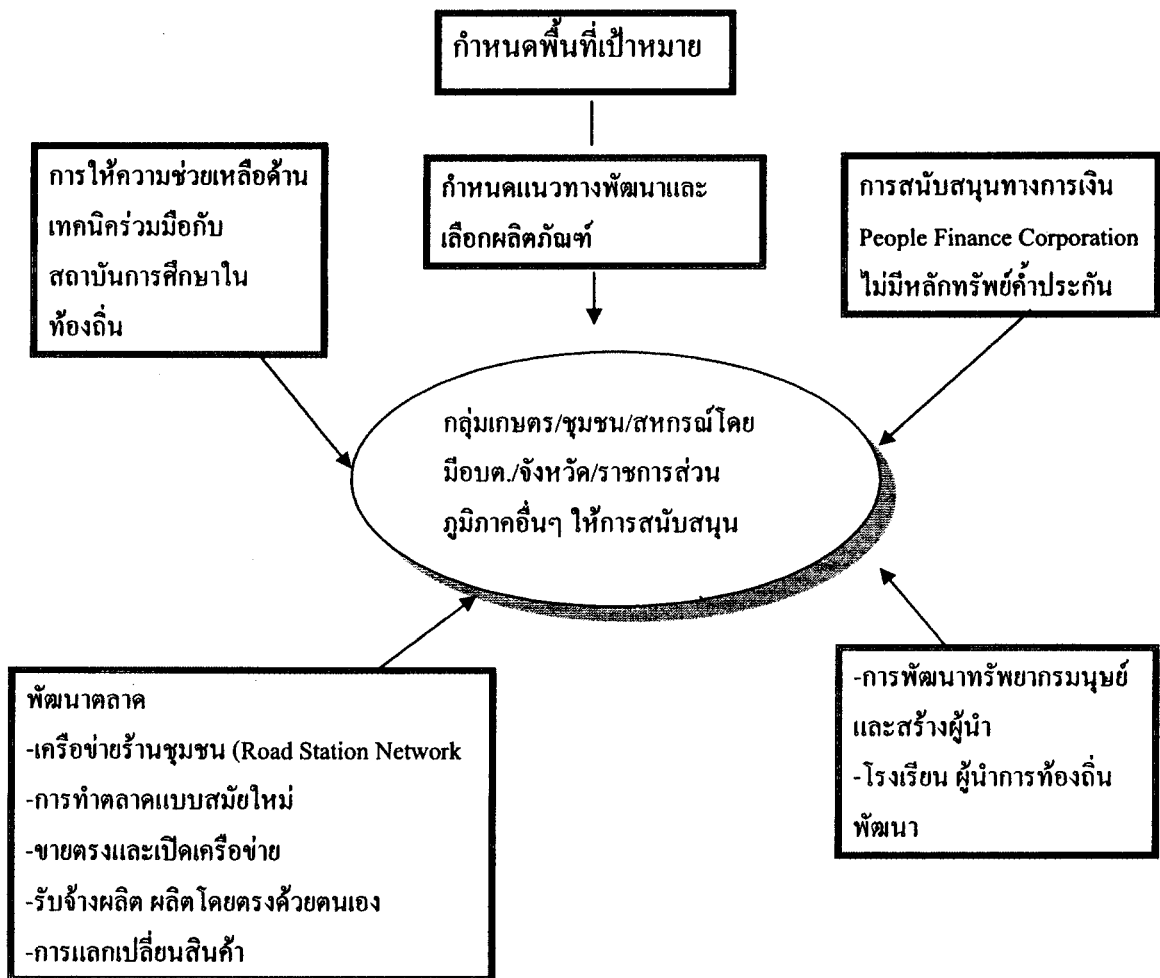 กำหนดพื้นที่เป้าหมาย
การให้ความช่วยเหลือด้าน
เทคนิคร่วมมือกับ
สถาบันการศึกษาใน
ท้องถิ่น
กำหนดแนวทางพัฒนาและ
เลือกผลิตภัณฑ์
การสนับสนุนทางการเงิน
People Finance Corporation
ไม่มีหลักทรัพย์ค้ำประกัน
กลุ่มเกษตร/ชุมชน/สหกรณ์โดย
มีอบต./จังหวัด/ราชการส่วน
ภูมิภาคอื่นๆ ให้การสนับสนุน
พัฒนาตลาด
-เครือข่ายร้านชุมชน (Road Station Network
-การทำตลาดแบบสมัยใหม่
-ขายตรงและเปิดเครือข่าย
-รับจ้างผลิต ผลิตโดยตรงด้วยตนเอง
-การแลกเปลี่ยนสินค้า
-การพัฒนาทรัพยากรมนุษย์
และสร้างผู้นำ
-โรงเรียน ผู้นำการท้องถิ่น
พัฒนา